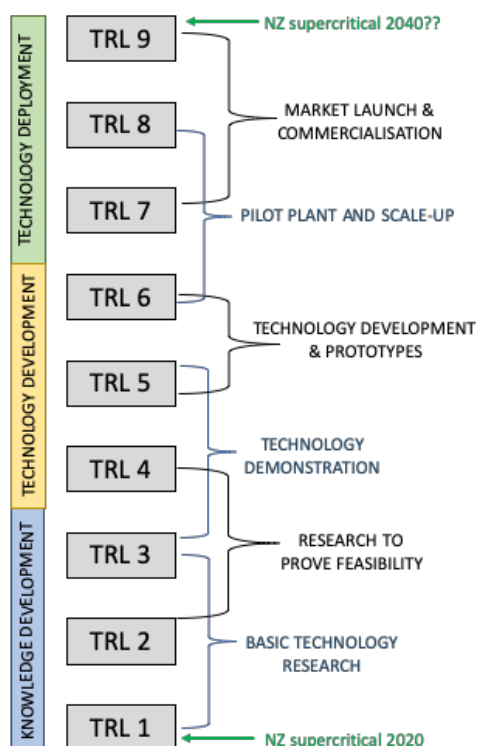 NZ supercritical 2040??
TRL 9
MARKET LAUNCH &
COMMERCIALISATION
TRL 8
PILOT PLANT AND SCALE-UP
TRL 7
TECHNOLOGY DEPLOYMENT
TRL 6
TECHNOLOGY DEVELOPMENT
& PROTOTYPES
TRL 5
TECHNOLOGY
DEMONSTRATION
TRL 4
TECHNOLOGY DEVELOPMENT
RESEARCH TO
PROVE FEASIBILITY
TRL 3
TRL 2
BASIC TECHNOLOGY
RESEARCH
KNOWLEDGE DEVELOPMENT
TRL 1
NZ supercritical 2020